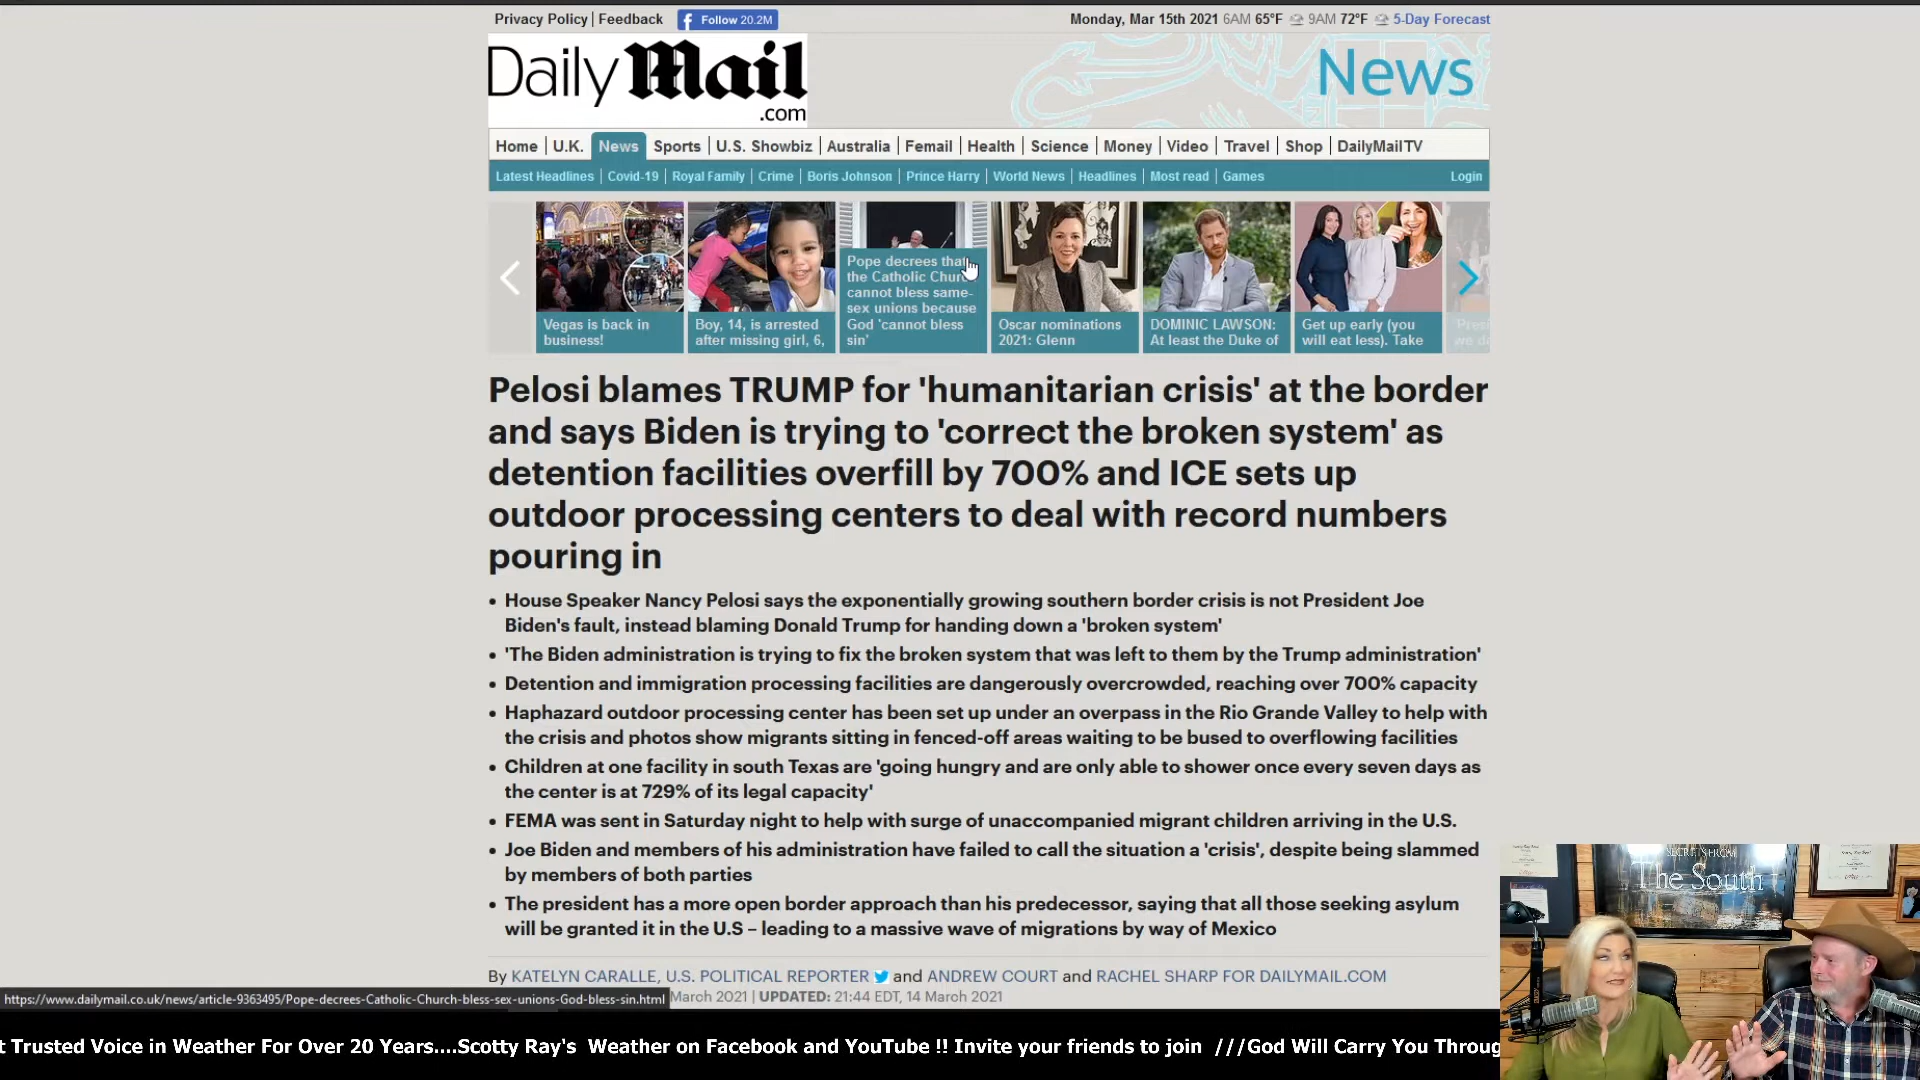 Privacy Policy | Feedback
Follow 20.2M
Monday, Mar 15th 2021 6AM 65°F 9AM 72°F 5-Day Forecast
Daily Mail
.com
News
Home | U.K. News Sports | U.S. Showbiz | Australia | Femail | Health | Science | Money | Video | Travel | Shop | DailyMailTV
Latest Headlines | Covid-19 | Royal Family | Crime | Boris Johnson | Prince Harry | World News | Headlines | Most read | Games
Login
Vegas is back in
business!
Boy, 14, is arrested
after missing girl, 6,
Pope decrees that
the Catholic Church
cannot bless same-
sex unions because
God 'cannot bless
sin'
Oscar nominations
2021: Glenn
DOMINIC LAWSON:
At least the Duke of
Get up early (you
will eat less). Take
Pelosi blames TRUMP for 'humanitarian crisis' at the border
and says Biden is trying to 'correct the broken system' as
detention facilities overfill by 700% and ICE sets up
outdoor processing centers to deal with record numbers
pouring in
• House Speaker Nancy Pelosi says the exponentially growing southern border crisis is not President Joe
Biden's fault, instead blaming Donald Trump for handing down a 'broken system'
• 'The Biden administration is trying to fix the broken system that was left to them by the Trump administration'
• Detention and immigration processing facilities are dangerously overcrowded, reaching over 700% capacity
• Haphazard outdoor processing center has been set up under an overpass in the Rio Grande Valley to help with
the crisis and photos show migrants sitting in fenced-off areas waiting to be bused to overflowing facilities
• Children at one facility in south Texas are 'going hungry and are only able to shower once every seven days as
the center is at 729% of its legal capacity'
• FEMA was sent in Saturday night to help with surge of unaccompanied migrant children arriving in the U.S.
• Joe Biden and members of his administration have failed to call the situation a 'crisis', despite being slammed
by members of both parties
• The president has a more open border approach than his predecessor, saying that all those seeking asylum
will be granted it in the U.S – leading to a massive wave of migrations by way of Mexico
By KATELYN CARALLE, U.S. POLITICAL REPORTER and ANDREW COURT and RACHEL SHARP FOR DAILYMAIL.COM
https://www.dailymail.co.uk/news/article-9363495/Pope-decrees-Catholic-Church-bless-sex-unions-God-bless-sin.html
March 2021 | UPDATED: 21:44 EDT, 14 March 2021
The South
t Trusted Voice in Weather For Over 20 Years....Scotty Ray's Weather on Facebook and YouTube !! Invite your friends to join ///God Will Carry You Throug